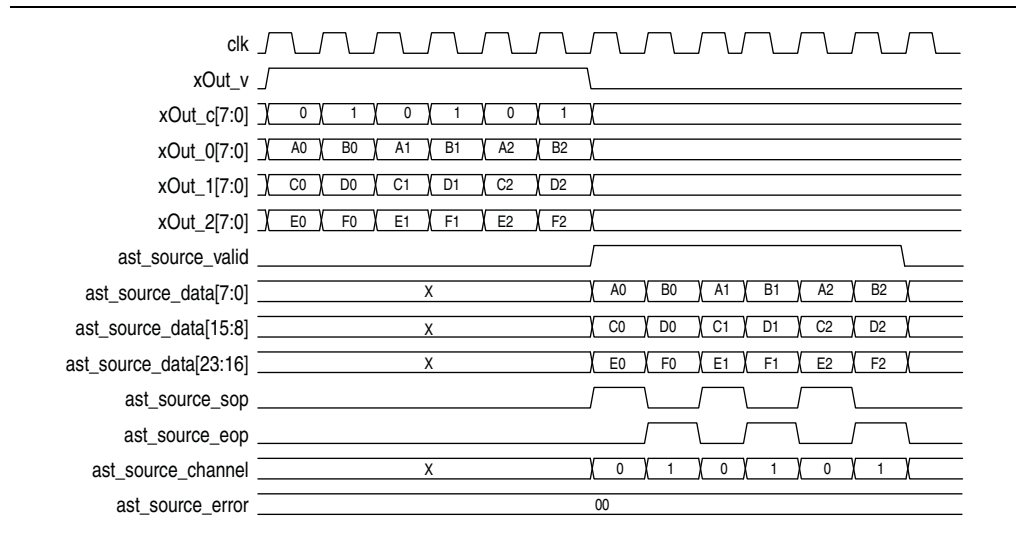 clk
xOut_v
xOut_c[7:0] 0 1 0 1 0 1
xOut_0[7:0] A0 B0 A1 B1 A2 B2
xOut_1[7:0] C0 D0 C1 D1 C2 D2
xOut_2[7:0] E0 F0 E1 F1 E2 F2
ast_source_valid
ast_source_data[7:0] X A0 B0 A1 B1 A2 B2
ast_source_data[15:8] X C0 D0 C1 D1 C2 D2
ast_source_data[23:16] X E0 F0 E1 F1 E2 F2
ast_source_sop
ast_source_eop
ast_source_channel X 0 1 0 1 0 1
ast_source_error 00